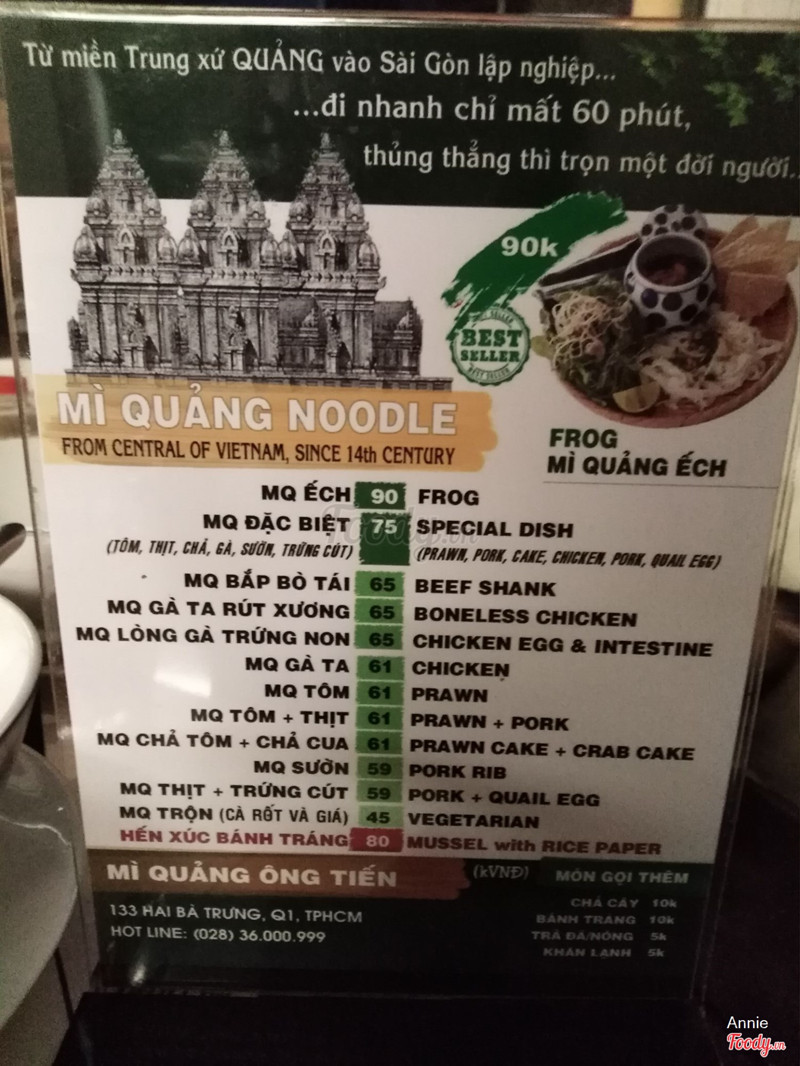 Từ miền Trung xứ QUẢNG vào Sài Gòn lập nghiệp...
...đi nhanh chỉ mất 60 phút,
thủng thẳng thì trọn một đời người...
90k
BEST SELLER
BEST SELLER
MÌ QUẢNG NOODLE
FROM CENTRAL OF VIETNAM, SINCE 14th CENTURY
FROG
MÌ QUẢNG ẾCH
MQ ẾCH 90 FROG
MQ ĐẶC BIỆT 75 SPECIAL DISH
(TÔM, THỊT, CHẢ, GÀ, SƯỜN, TRỨNG CÚT) (PRAWN, PORK, CAKE, CHICKEN, PORK, QUAIL EGG)
Foody.vn
MQ BẮP BÒ TÁI 65 BEEF SHANK
MQ GÀ TA RÚT XƯƠNG 65 BONELESS CHICKEN
MQ LÒNG GÀ TRỨNG NON 65 CHICKEN EGG & INTESTINE
MQ GÀ TA 61 CHICKEN
MQ TÔM 61 PRAWN
MQ TÔM + THỊT 61 PRAWN + PORK
MQ CHẢ TÔM + CHẢ CUA 61 PRAWN CAKE + CRAB CAKE
MQ SƯỜN 59 PORK RIB
MQ THỊT + TRỨNG CÚT 59 PORK + QUAIL EGG
MQ TRỘN (CÀ RỐT VÀ GIÁ) 45 VEGETARIAN
HẾN XÚC BÁNH TRÁNG 80 MUSSEL with RICE PAPER
MÌ QUẢNG ÔNG TIẾN (kVNĐ) MÓN GỌI THÊM
133 HAI BÀ TRƯNG, Q1, TPHCM
HOT LINE: (028) 36.000.999
CHẢ CÂY 10k
BÁNH TRÁNG 10k
TRÀ ĐÁ/NÓNG 5k
KHĂN LẠNH 5k
Annie
Foody.vn